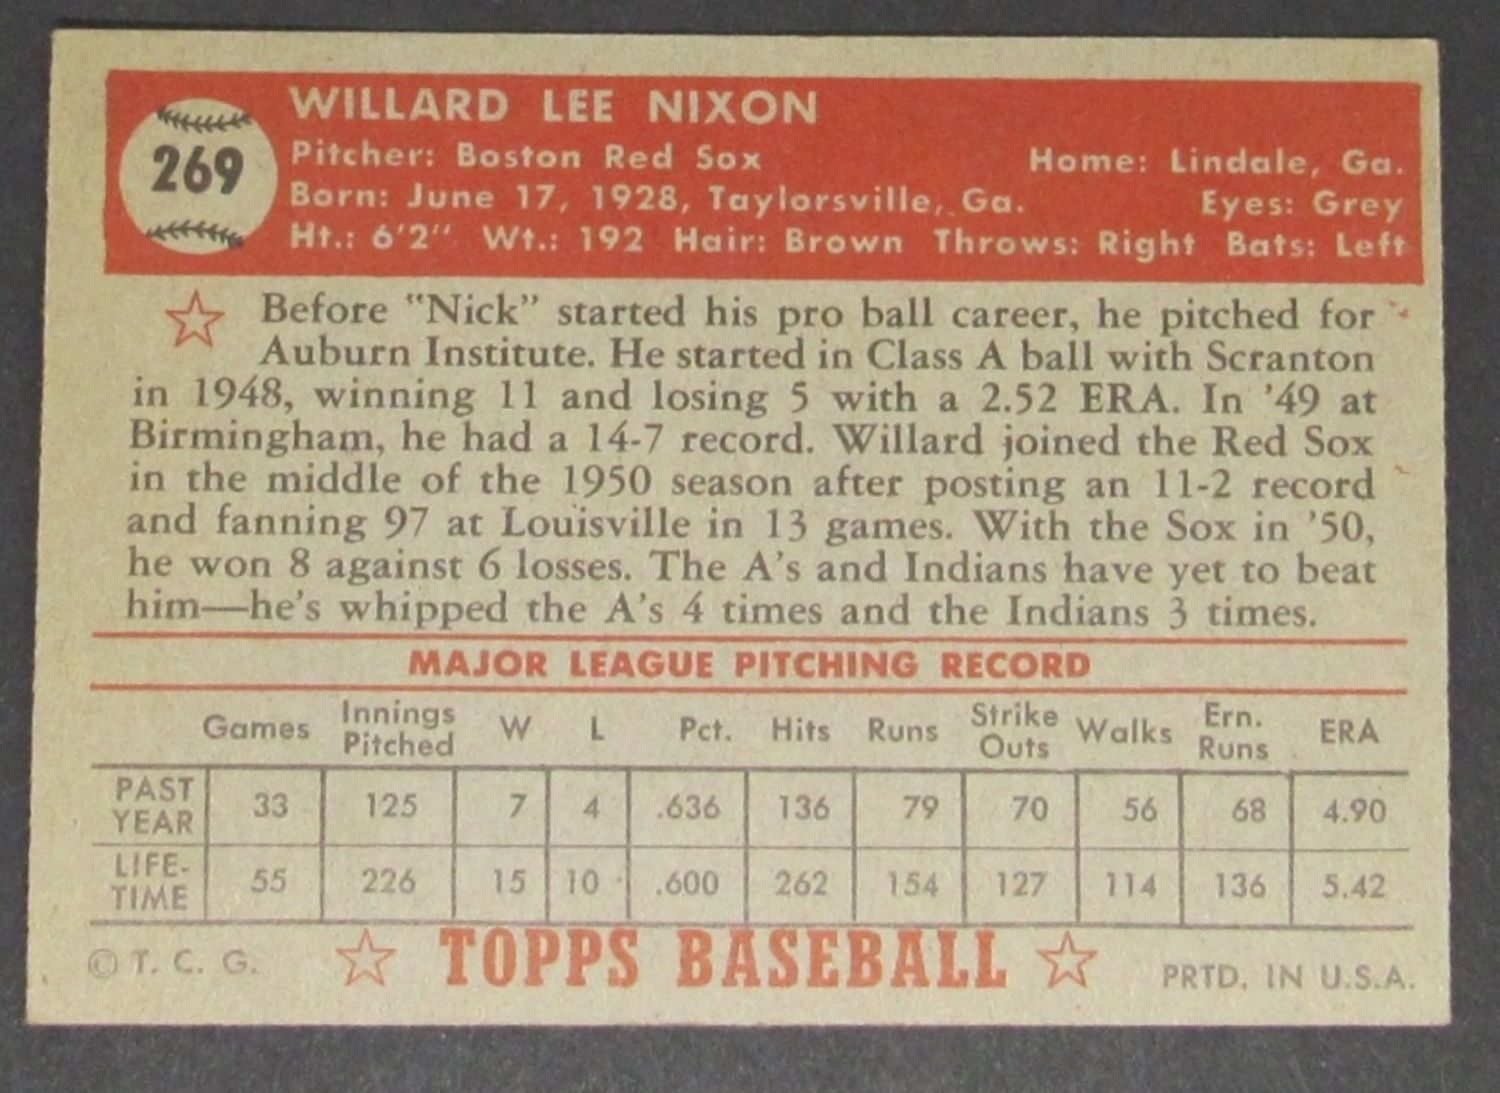 269
WILLARD LEE NIXON
Pitcher: Boston Red Sox Home: Lindale, Ga.
Born: June 17, 1928, Taylorsville, Ga. Eyes: Grey
Ht.: 6'2" Wt.: 192 Hair: Brown Throws: Right Bats: Left
Before "Nick" started his pro ball career, he pitched for
Auburn Institute. He started in Class A ball with Scranton
in 1948, winning 11 and losing 5 with a 2.52 ERA. In '49 at
Birmingham, he had a 14-7 record. Willard joined the Red Sox
in the middle of the 1950 season after posting an 11-2 record
and fanning 97 at Louisville in 13 games. With the Sox in '50,
he won 8 against 6 losses. The A's and Indians have yet to beat
him—he's whipped the A's 4 times and the Indians 3 times.
MAJOR LEAGUE PITCHING RECORD
Games Innings Pitched W L Pct. Hits Runs Strike Outs Walks Ern. Runs ERA
PAST YEAR 33 125 7 4 .636 136 79 70 56 68 4.90
LIFE-TIME 55 226 15 10 .600 262 154 127 114 136 5.42
© T. C. G. TOPPS BASEBALL PRTD. IN U.S.A.